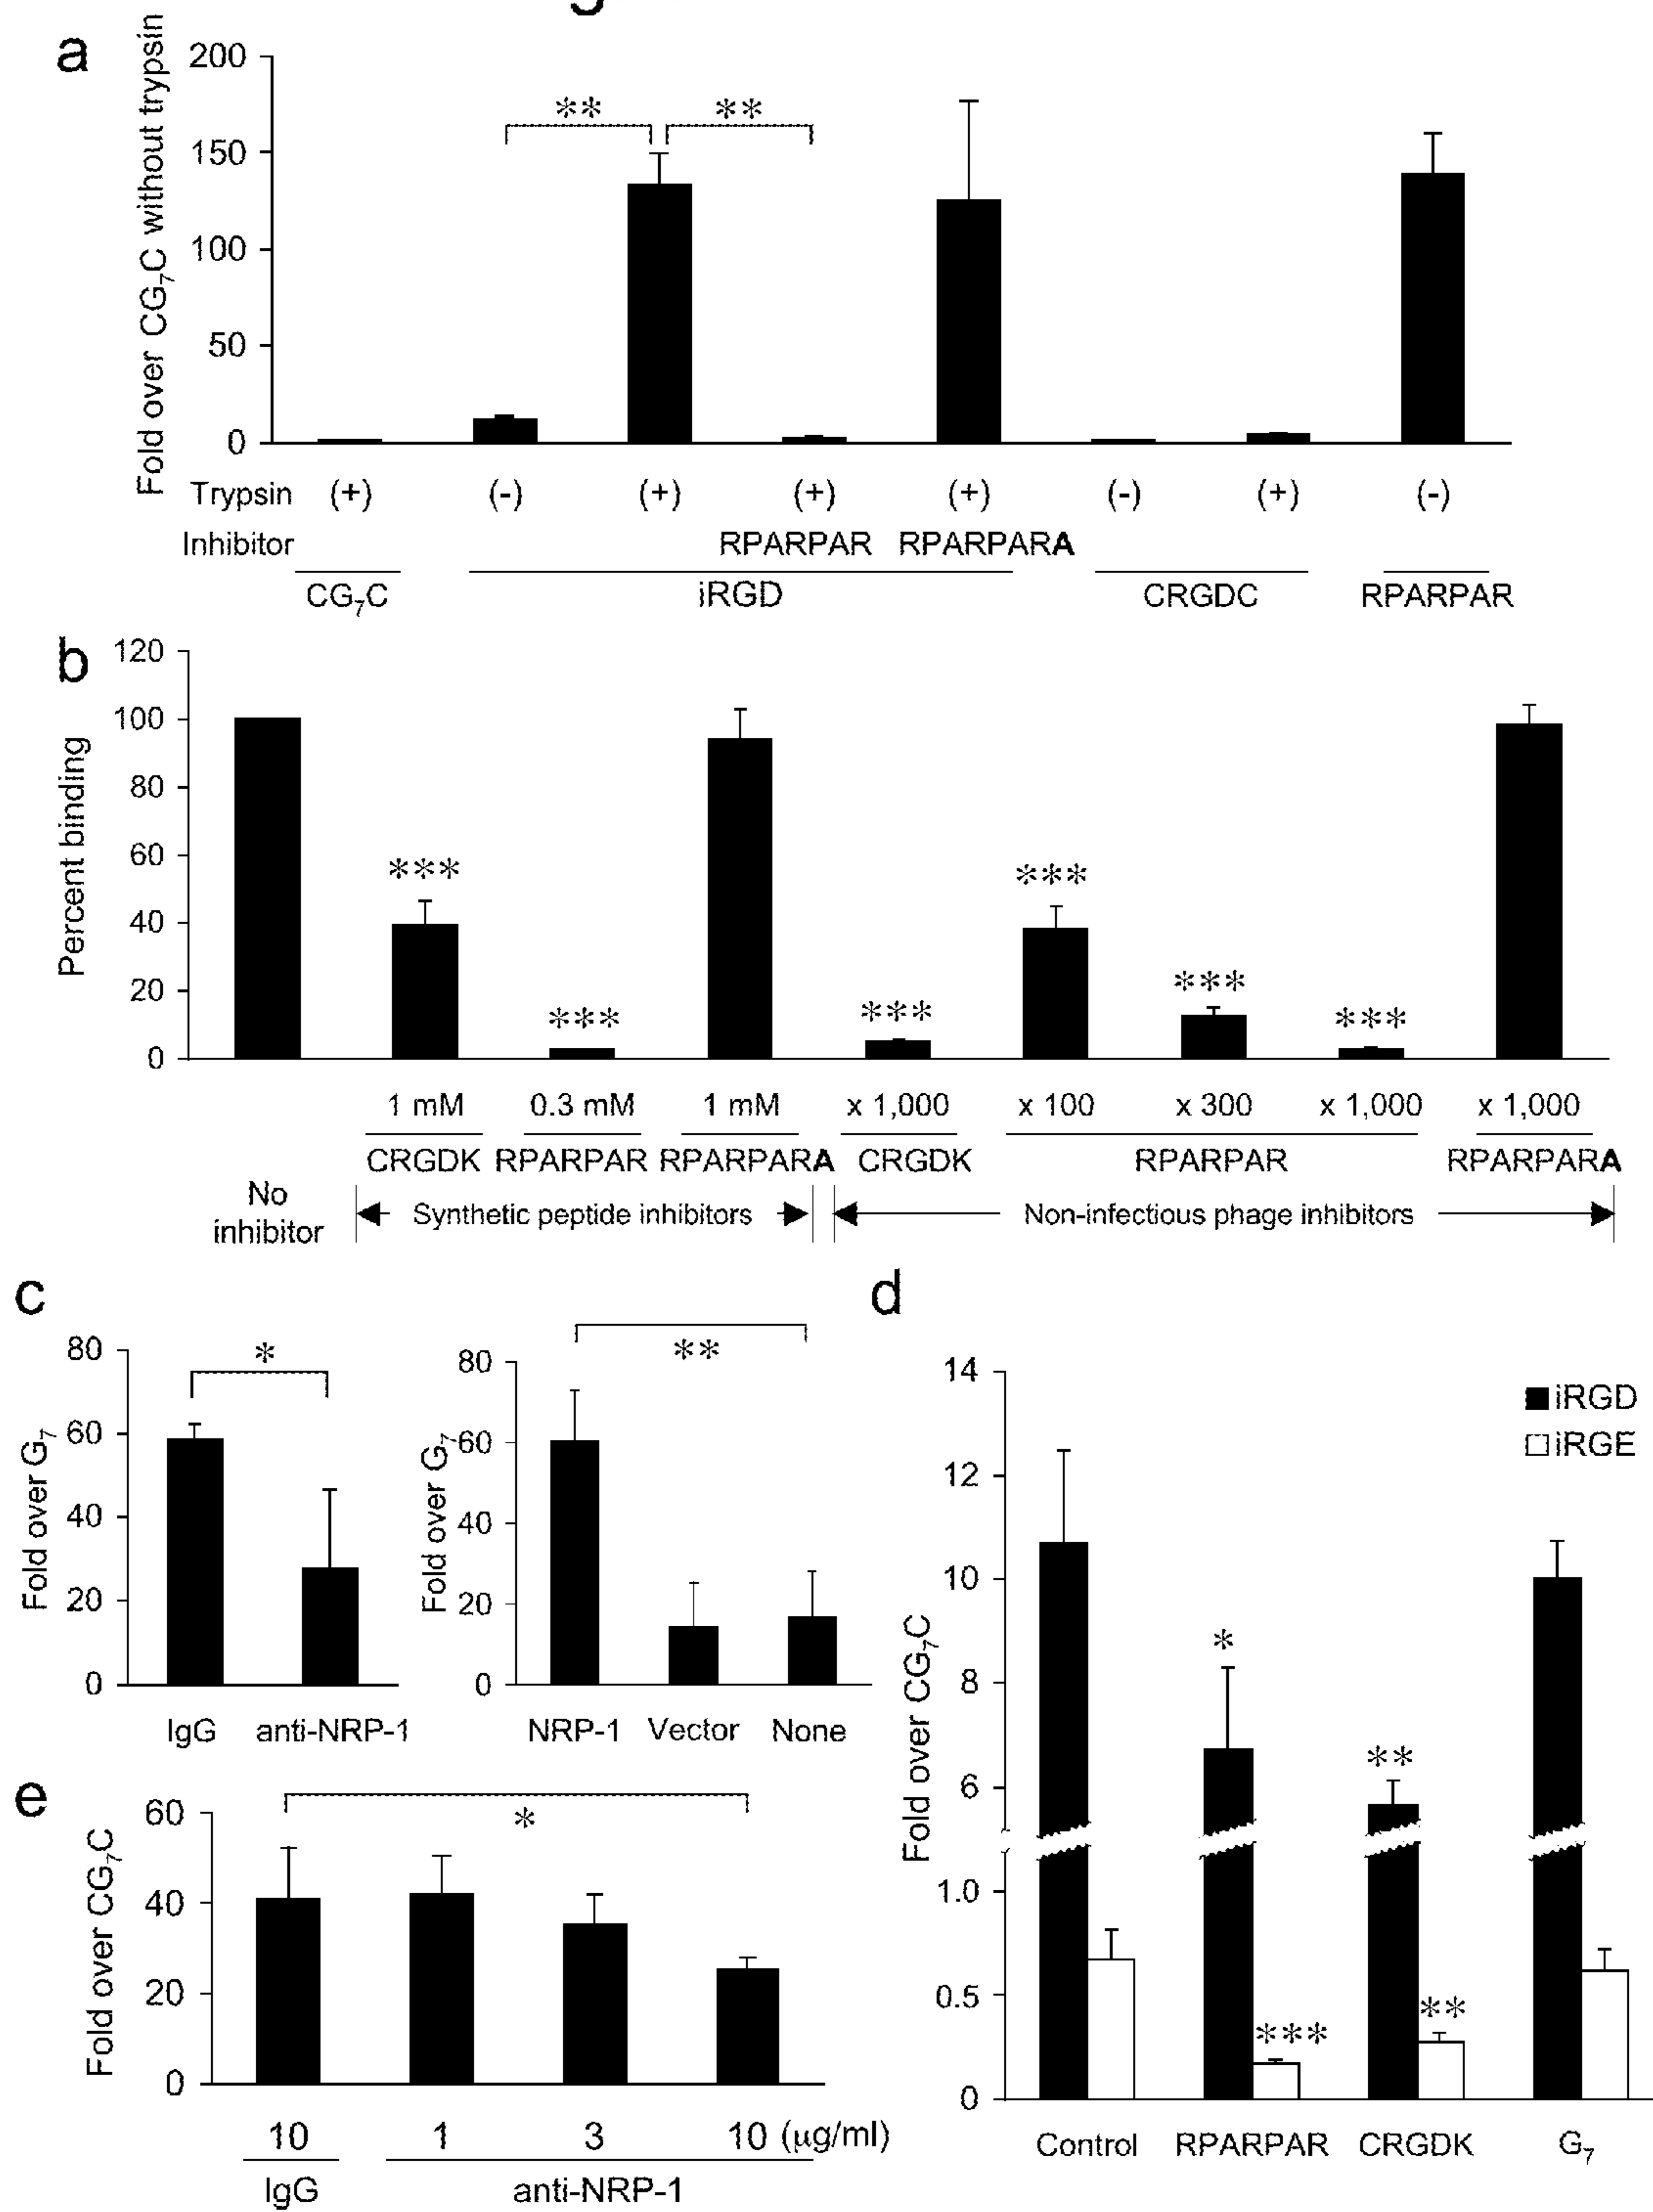 a
Fold over CG₇C without trypsin
200
150
100
50
0
** **
Trypsin (+) (-) (+) (+) (+) (-) (+) (-)
Inhibitor RPARPAR RPARPARA
CG₇C iRGD CRGDC RPARPAR
b
Percent binding
120
100
80
60
40
20
0
*** *** *** *** *** ***
1 mM 0.3 mM 1 mM x 1,000 x 100 x 300 x 1,000 x 1,000
CRGDK RPARPAR RPARPARA CRGDK RPARPAR RPARPARA
No
inhibitor
Synthetic peptide inhibitors Non-infectious phage inhibitors
c
Fold over G₇
80
60
40
20
0
*
IgG anti-NRP-1
Fold over G₇
80
60
40
20
0
**
NRP-1 Vector None
d
Fold over CG₇C
14
12
10
8
6
1.0
0.5
0
iRGD
iRGE
* **
*** **
Control RPARPAR CRGDK G₇
e
Fold over CG₇C
60
40
20
0
*
10 1 3 10 (µg/ml)
IgG anti-NRP-1